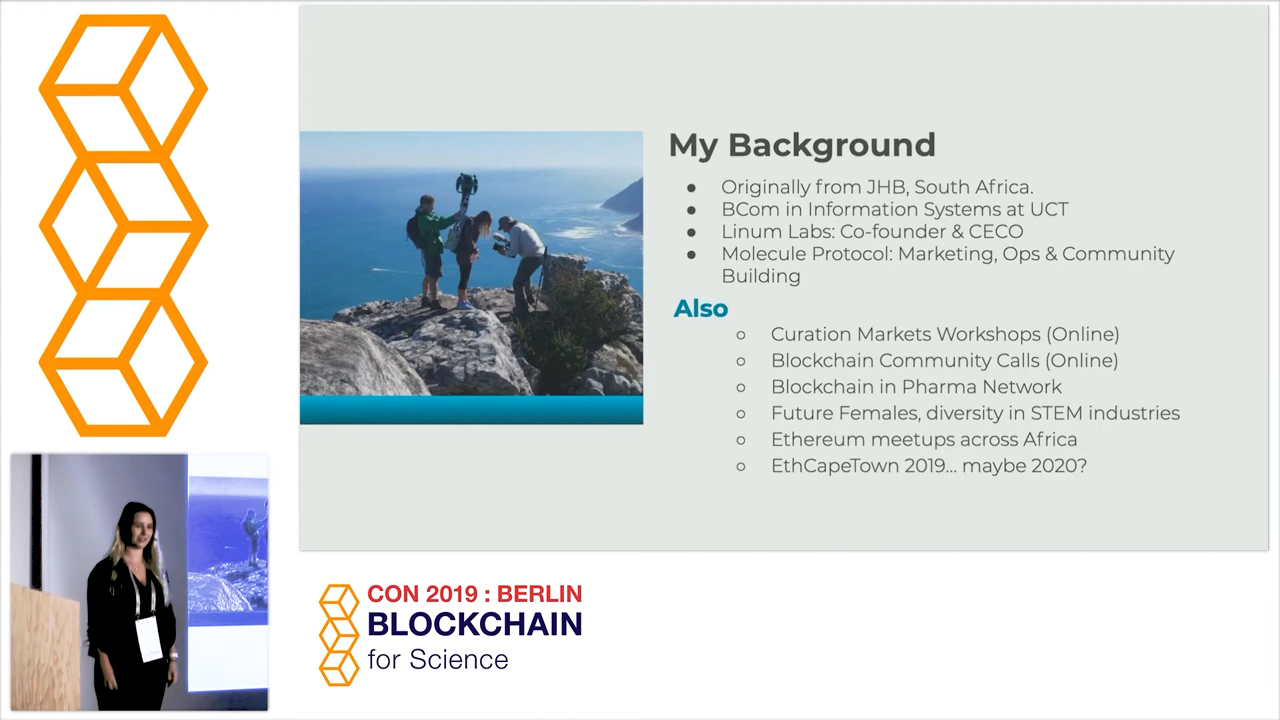 My Background
● Originally from JHB, South Africa.
● BCom in Information Systems at UCT
● Linum Labs: Co-founder & CECO
● Molecule Protocol: Marketing, Ops & Community
Building
Also
○ Curation Markets Workshops (Online)
○ Blockchain Community Calls (Online)
○ Blockchain in Pharma Network
○ Future Females, diversity in STEM industries
○ Ethereum meetups across Africa
○ EthCapeTown 2019... maybe 2020?
CON 2019 : BERLIN
BLOCKCHAIN
for Science